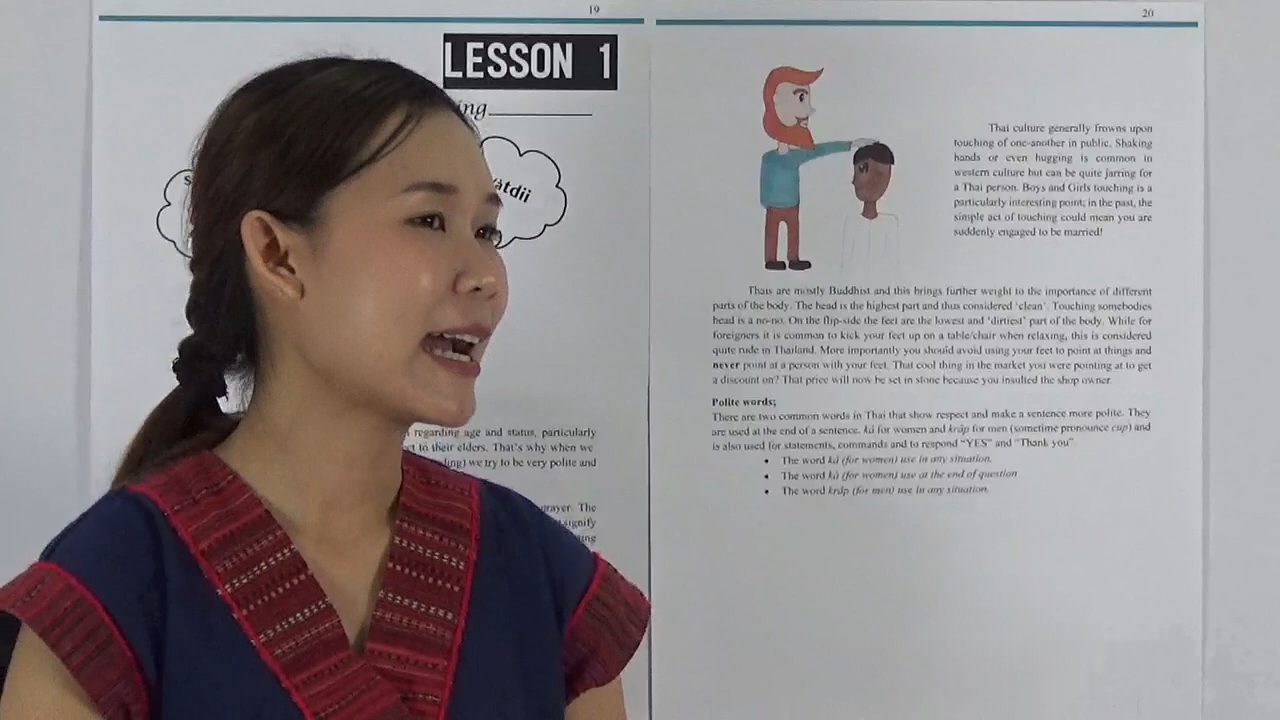 19
LESSON 1
ing
s
àtdii
regarding age and status, particularly
ct to their elders. That's why when we
ing) we try to be very polite and
prayer. The
signify
20
Thai culture generally frowns upon
touching of one-another in public. Shaking
hands or even hugging is common in
western culture but can be quite jarring for
a Thai person. Boys and Girls touching is a
particularly interesting point; in the past, the
simple act of touching could mean you are
suddenly engaged to be married!
Thais are mostly Buddhist and this brings further weight to the importance of different
parts of the body. The head is the highest part and thus considered 'clean'. Touching somebodies
head is a no-no. On the flip-side the feet are the lowest and 'dirtiest' part of the body. While for
foreigners it is common to kick your feet up on a table/chair when relaxing, this is considered
quite rude in Thailand. More importantly you should avoid using your feet to point at things and
never point at a person with your feet. That cool thing in the market you were pointing at to get
a discount on? That price will now be set in stone because you insulted the shop owner.
Polite words;
There are two common words in Thai that show respect and make a sentence more polite. They
are used at the end of a sentence. ká for women and kráp for men (sometime pronounce cup) and
is also used for statements, commands and to respond "YES" and "Thank you"
The word ká (for women) use in any situation.
The word kà (for women) use at the end of question
The word kráp (for men) use in any situation.